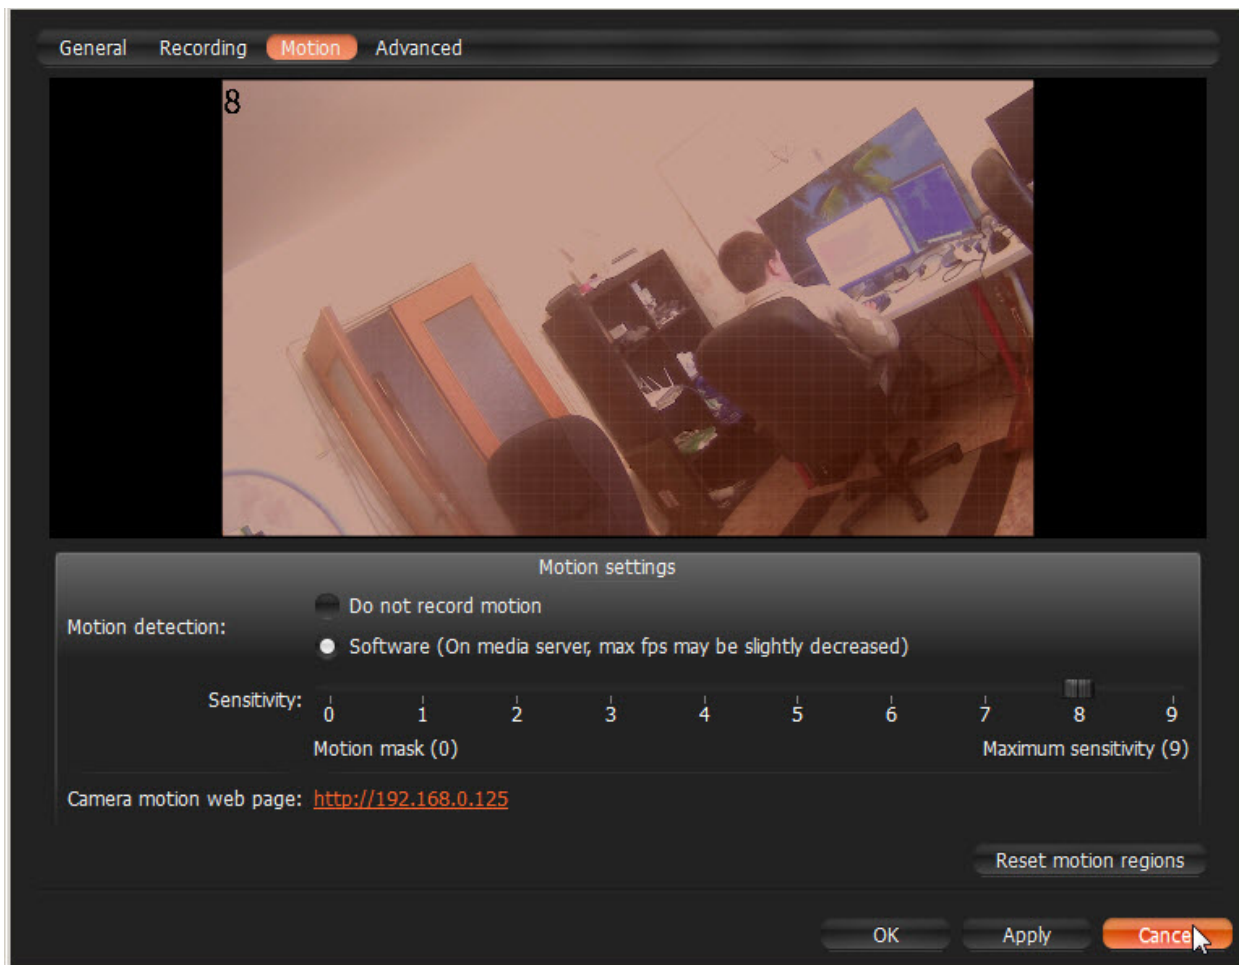 General Recording Motion Advanced
8
Motion settings
Motion detection:
Do not record motion
Software (On media server, max fps may be slightly decreased)
Sensitivity:
0 1 2 3 4 5 6 7 8 9
Motion mask (0) Maximum sensitivity (9)
Camera motion web page: http://192.168.0.125
Reset motion regions
OK Apply Cancel